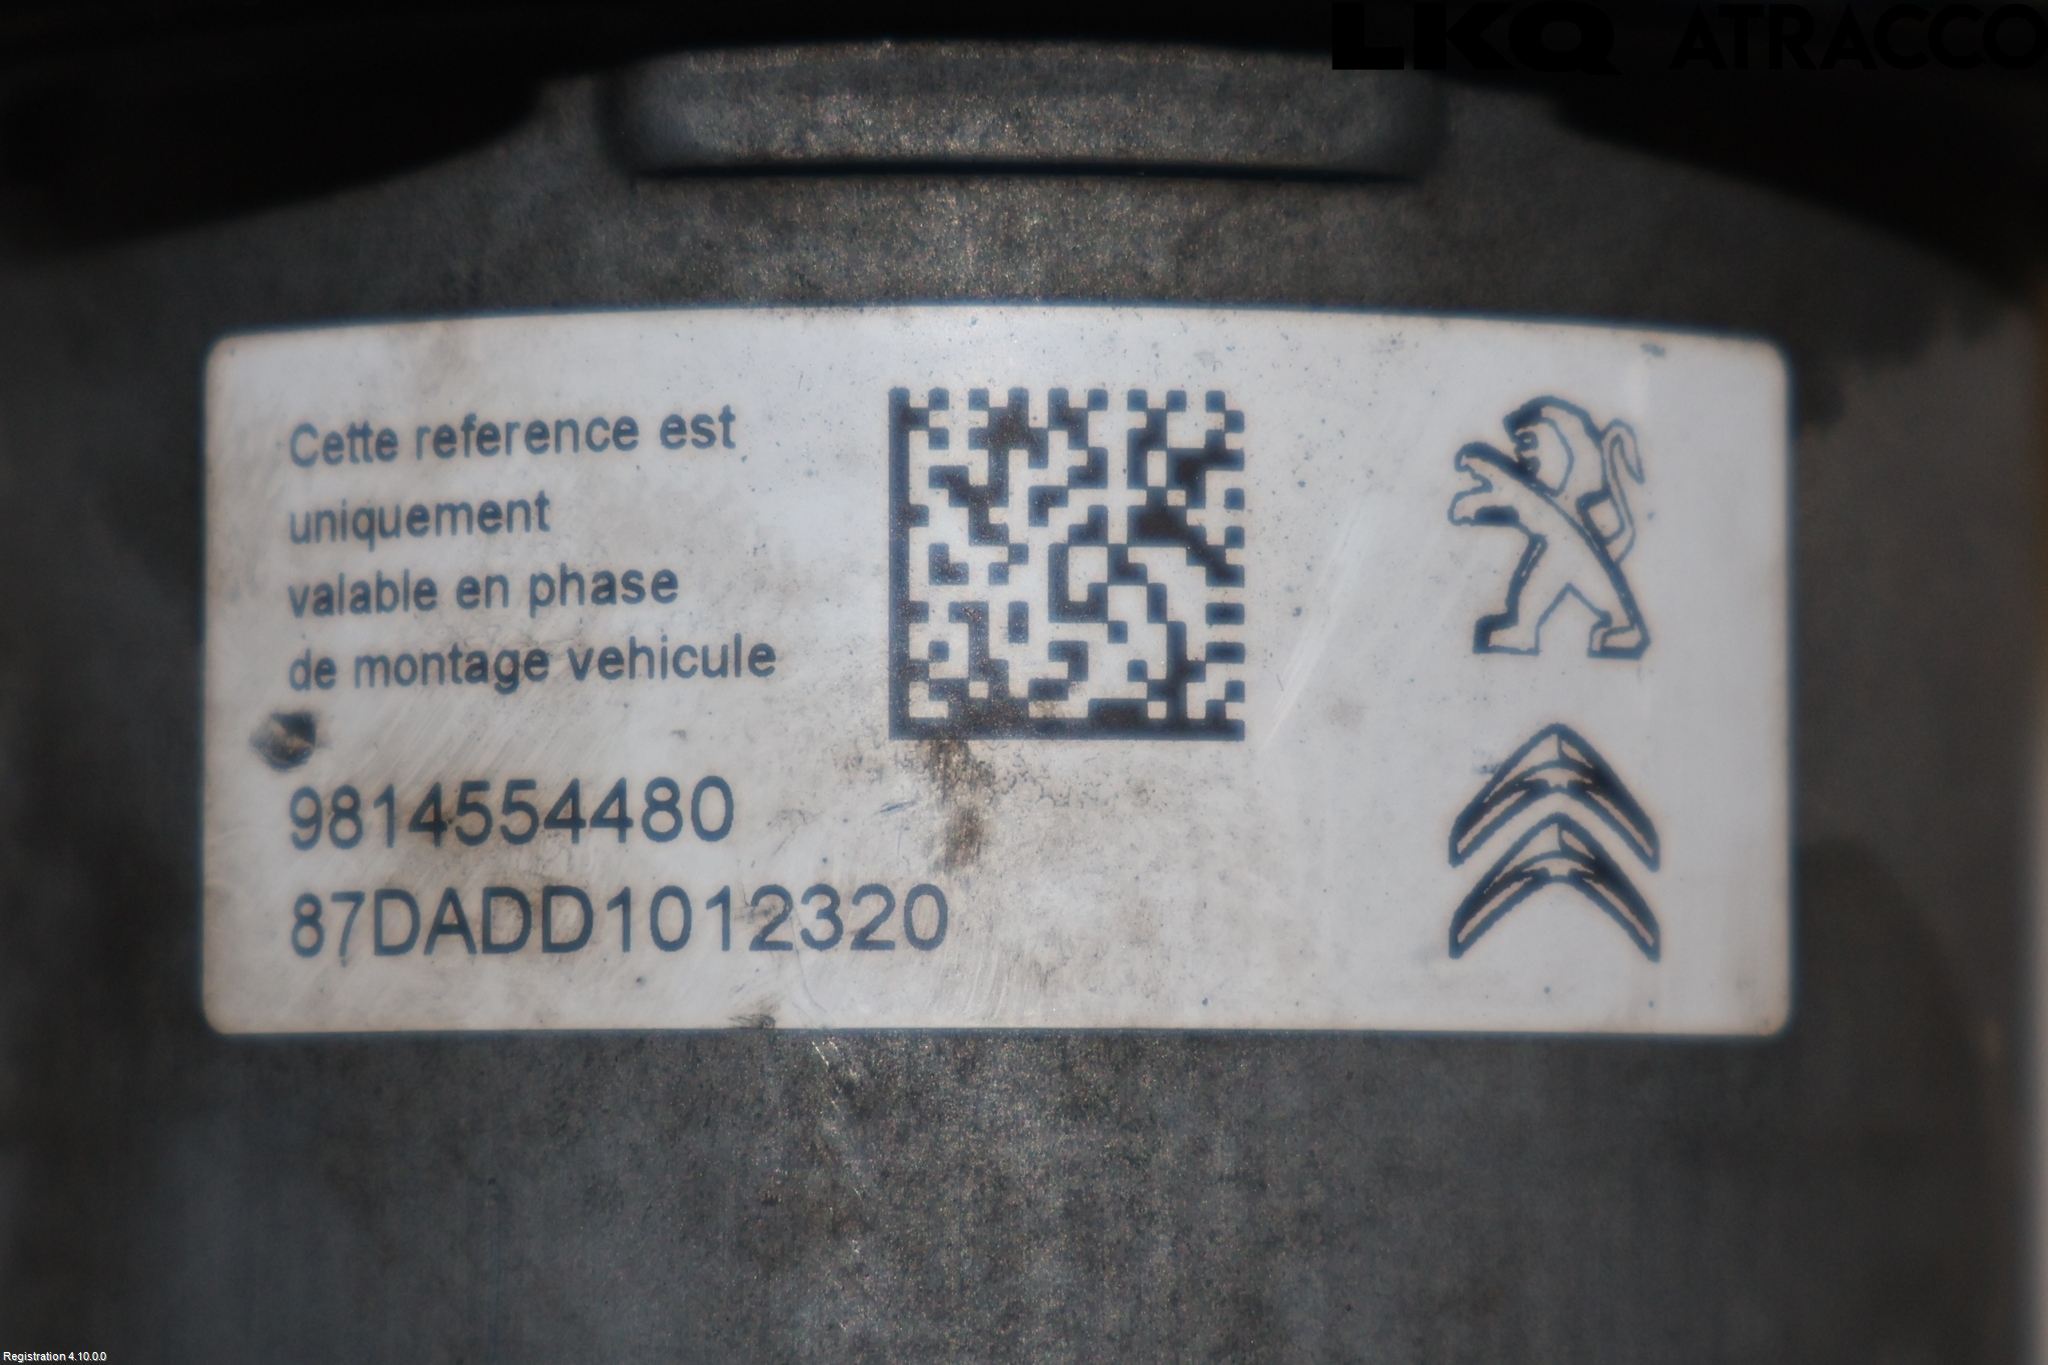 LKQ ATRACCO
Cette reference est
uniquement
valable en phase
de montage vehicule
9814554480
87DADD1012320
Registration 4.10.0.0